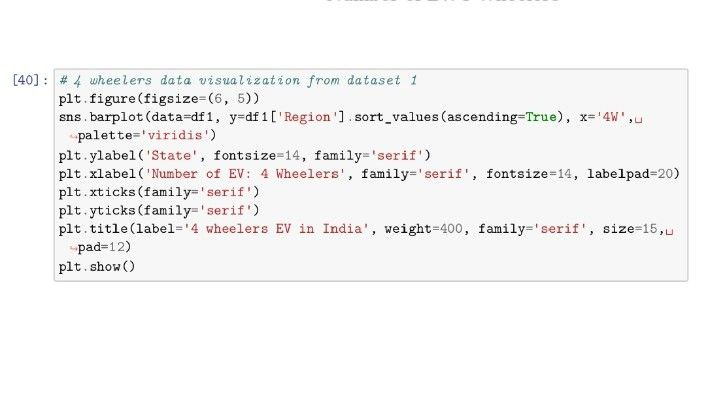 [40]: # 4 wheelers data visualization from dataset 1
plt.figure(figsize=(6, 5))
sns.barplot(data=df1, y=df1['Region'].sort_values(ascending=True), x='4W',␣
↪palette='viridis')
plt.ylabel('State', fontsize=14, family='serif')
plt.xlabel('Number of EV: 4 Wheelers', family='serif', fontsize=14, labelpad=20)
plt.xticks(family='serif')
plt.yticks(family='serif')
plt.title(label='4 wheelers EV in India', weight=400, family='serif', size=15,␣
↪pad=12)
plt.show()